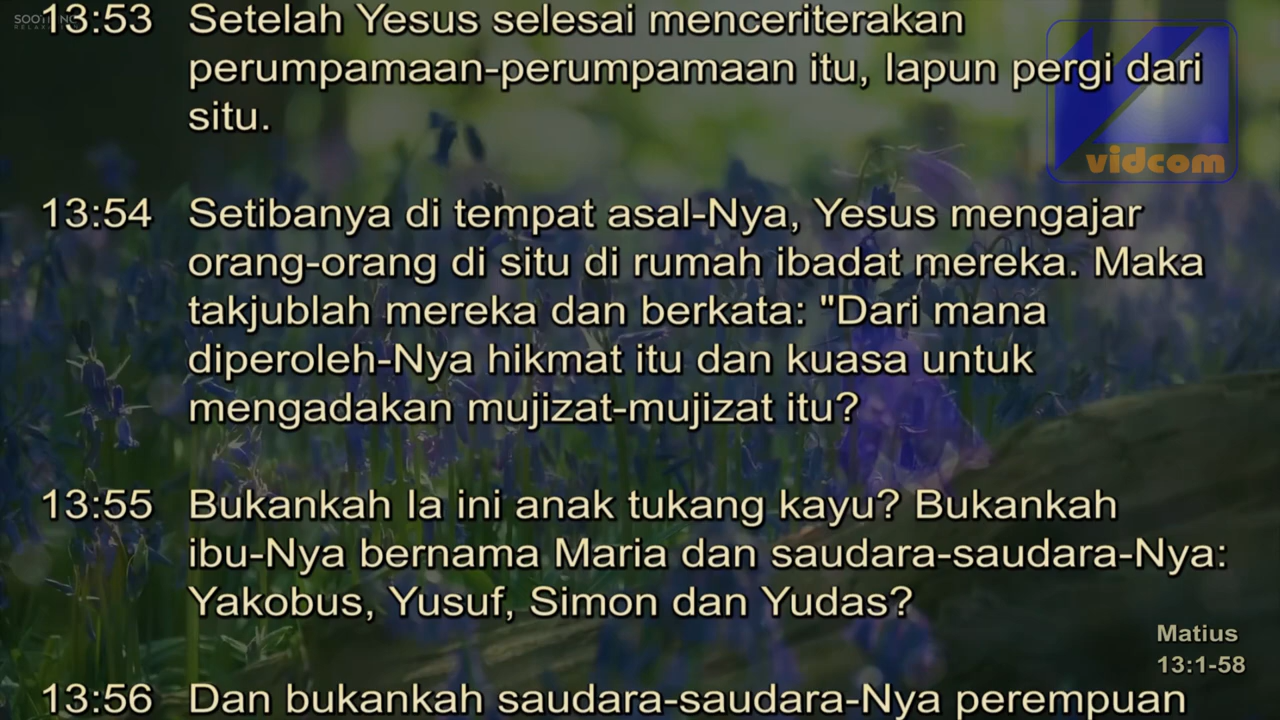 13:53 Setelah Yesus selesai menceriterakan
perumpamaan-perumpamaan itu, Iapun pergi dari
situ.
vidcom
13:54 Setibanya di tempat asal-Nya, Yesus mengajar
orang-orang di situ di rumah ibadat mereka. Maka
takjublah mereka dan berkata: "Dari mana
diperoleh-Nya hikmat itu dan kuasa untuk
mengadakan mujizat-mujizat itu?
13:55 Bukankah Ia ini anak tukang kayu? Bukankah
ibu-Nya bernama Maria dan saudara-saudara-Nya:
Yakobus, Yusuf, Simon dan Yudas?
Matius
13:1-58
13:56 Dan bukankah saudara-saudara-Nya perempuan